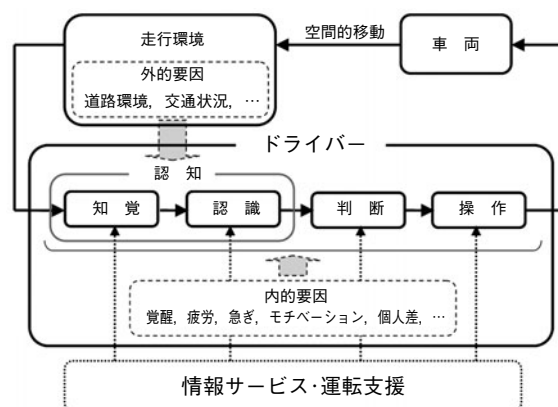 走行環境
空間的移動
車 両
外的要因
道路環境，交通状況，…
ドライバー
認 知
知 覚
認 識
判 断
操 作
内的要因
覚醒，疲労，急ぎ，モチベーション，個人差，…
情報サービス・運転支援